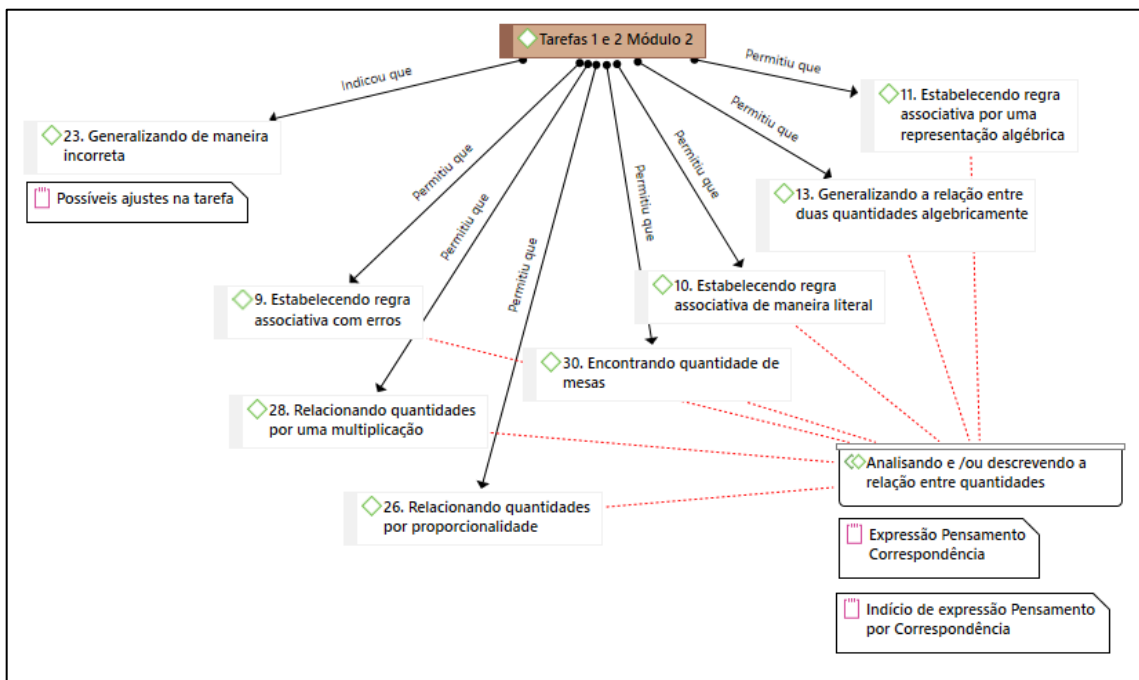 Tarefas 1 e 2 Módulo 2
Indicou que
Permitiu que
Permitiu que
Permitiu que
Permitiu que
Permitiu que
Permitiu que
Permitiu que
23. Generalizando de maneira
incorreta
Possíveis ajustes na tarefa
11. Estabelecendo regra
associativa por uma
representação algébrica
13. Generalizando a relação entre
duas quantidades algebricamente
10. Estabelecendo regra
associativa de maneira literal
9. Estabelecendo regra
associativa com erros
30. Encontrando quantidade de
mesas
28. Relacionando quantidades
por uma multiplicação
26. Relacionando quantidades
por proporcionalidade
Analisando e /ou descrevendo a
relação entre quantidades
Expressão Pensamento
Correspondência
Indício de expressão Pensamento
por Correspondência